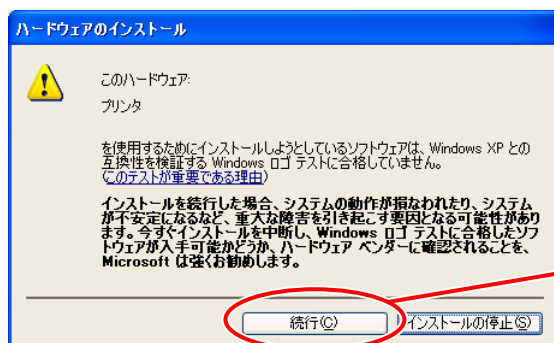 ハードウェアのインストール
このハードウェア:
プリンタ
を使用するためにインストールしようとしているソフトウェアは、Windows XP との
互換性を検証する Windows ロゴ テストに合格していません。
(このテストが重要である理由)
インストールを続行した場合、システムの動作が損なわれたり、システム
が不安定になるなど、重大な障害を引き起こす要因となる可能性があり
ます。今すぐインストールを中断し、Windows ロゴ テストに合格したソフ
トウェアが入手可能かどうか、ハードウェア ベンダーに確認されることを、
Microsoft は強くお勧めします。
続行(C) インストールの停止(S)